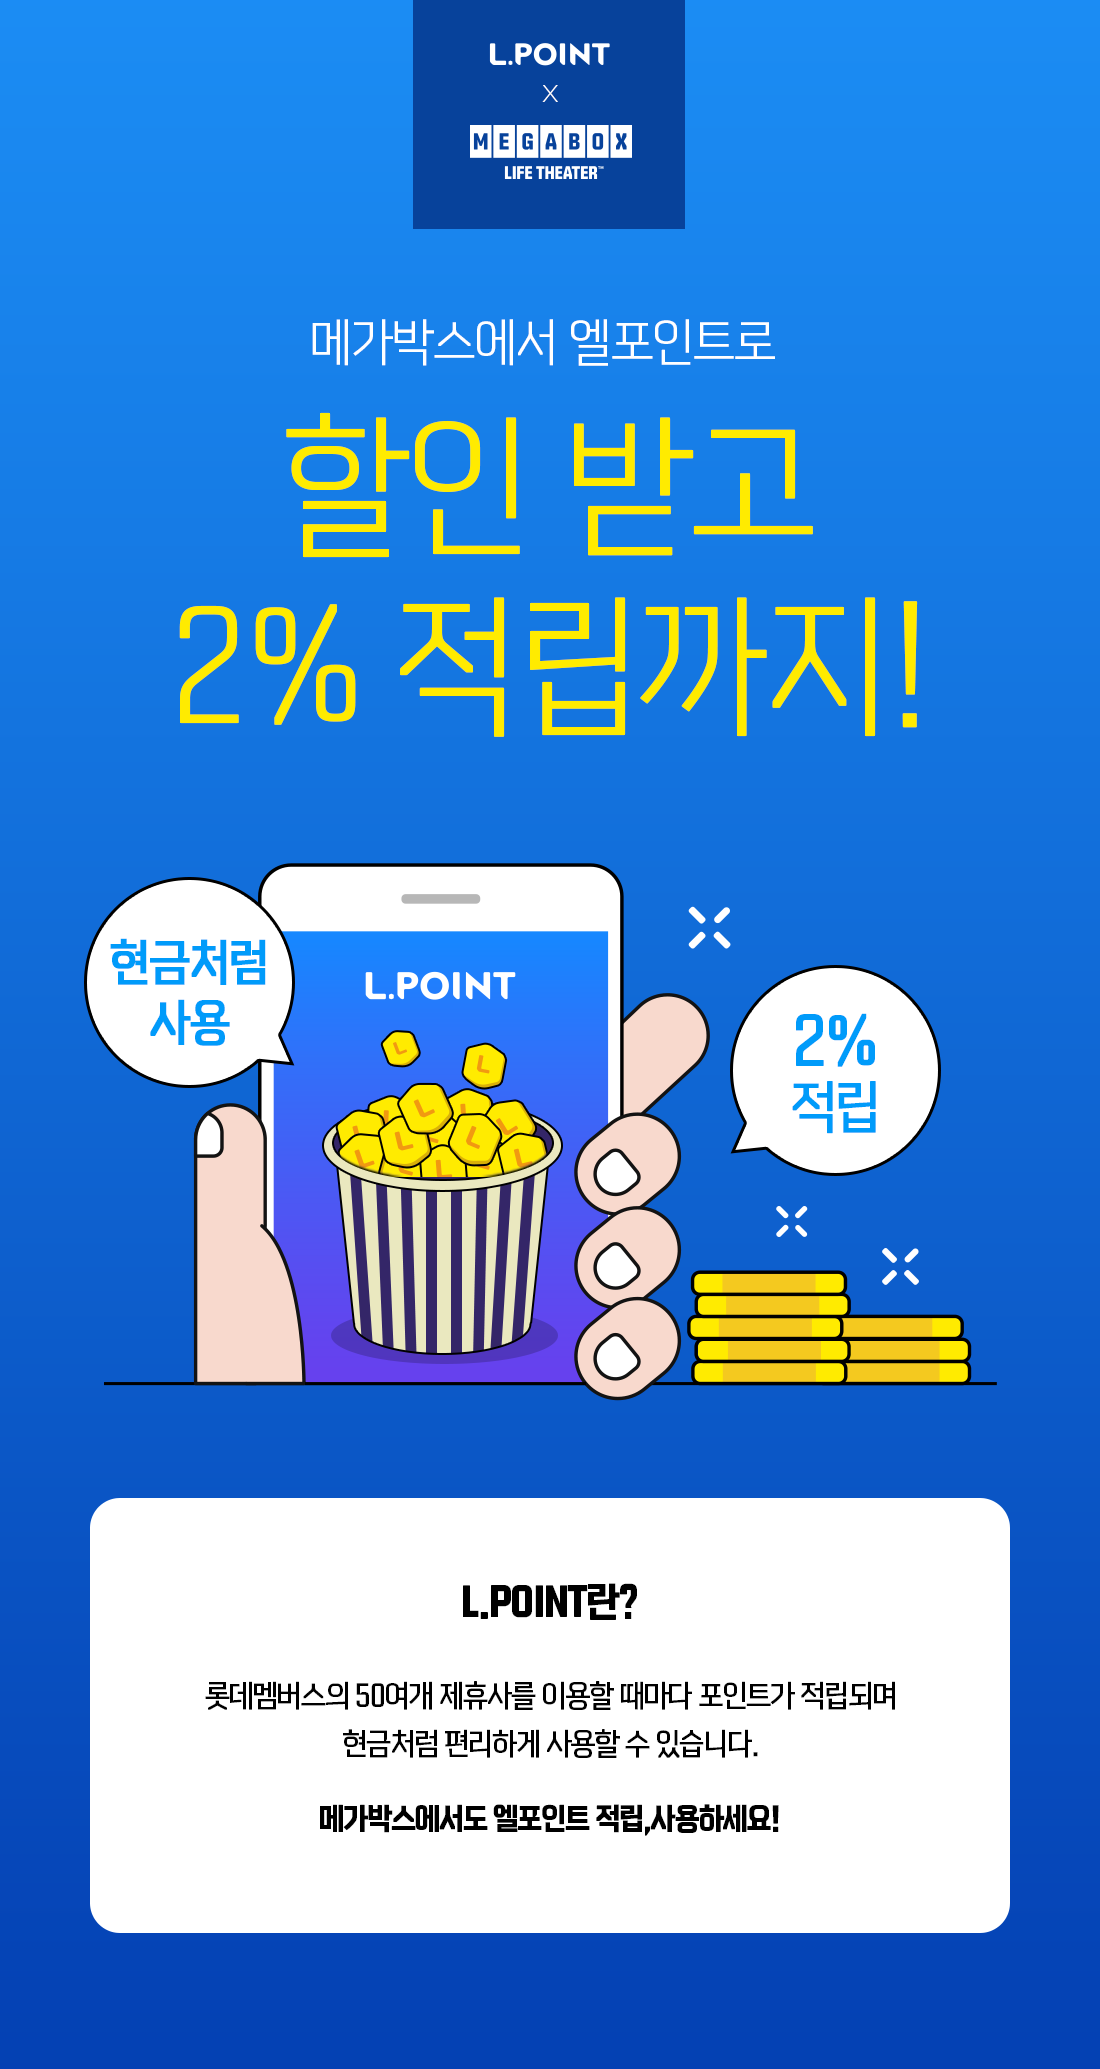 L.POINT
X
MEGABOX
LIFE THEATER™
메가박스에서 엘포인트로
할인 받고
2% 적립까지!
현금처럼
사용
L.POINT
2%
적립
L.POINT란?
롯데멤버스의 50여개 제휴사를 이용할 때마다 포인트가 적립되며
현금처럼 편리하게 사용할 수 있습니다.
메가박스에서도 엘포인트 적립,사용하세요!